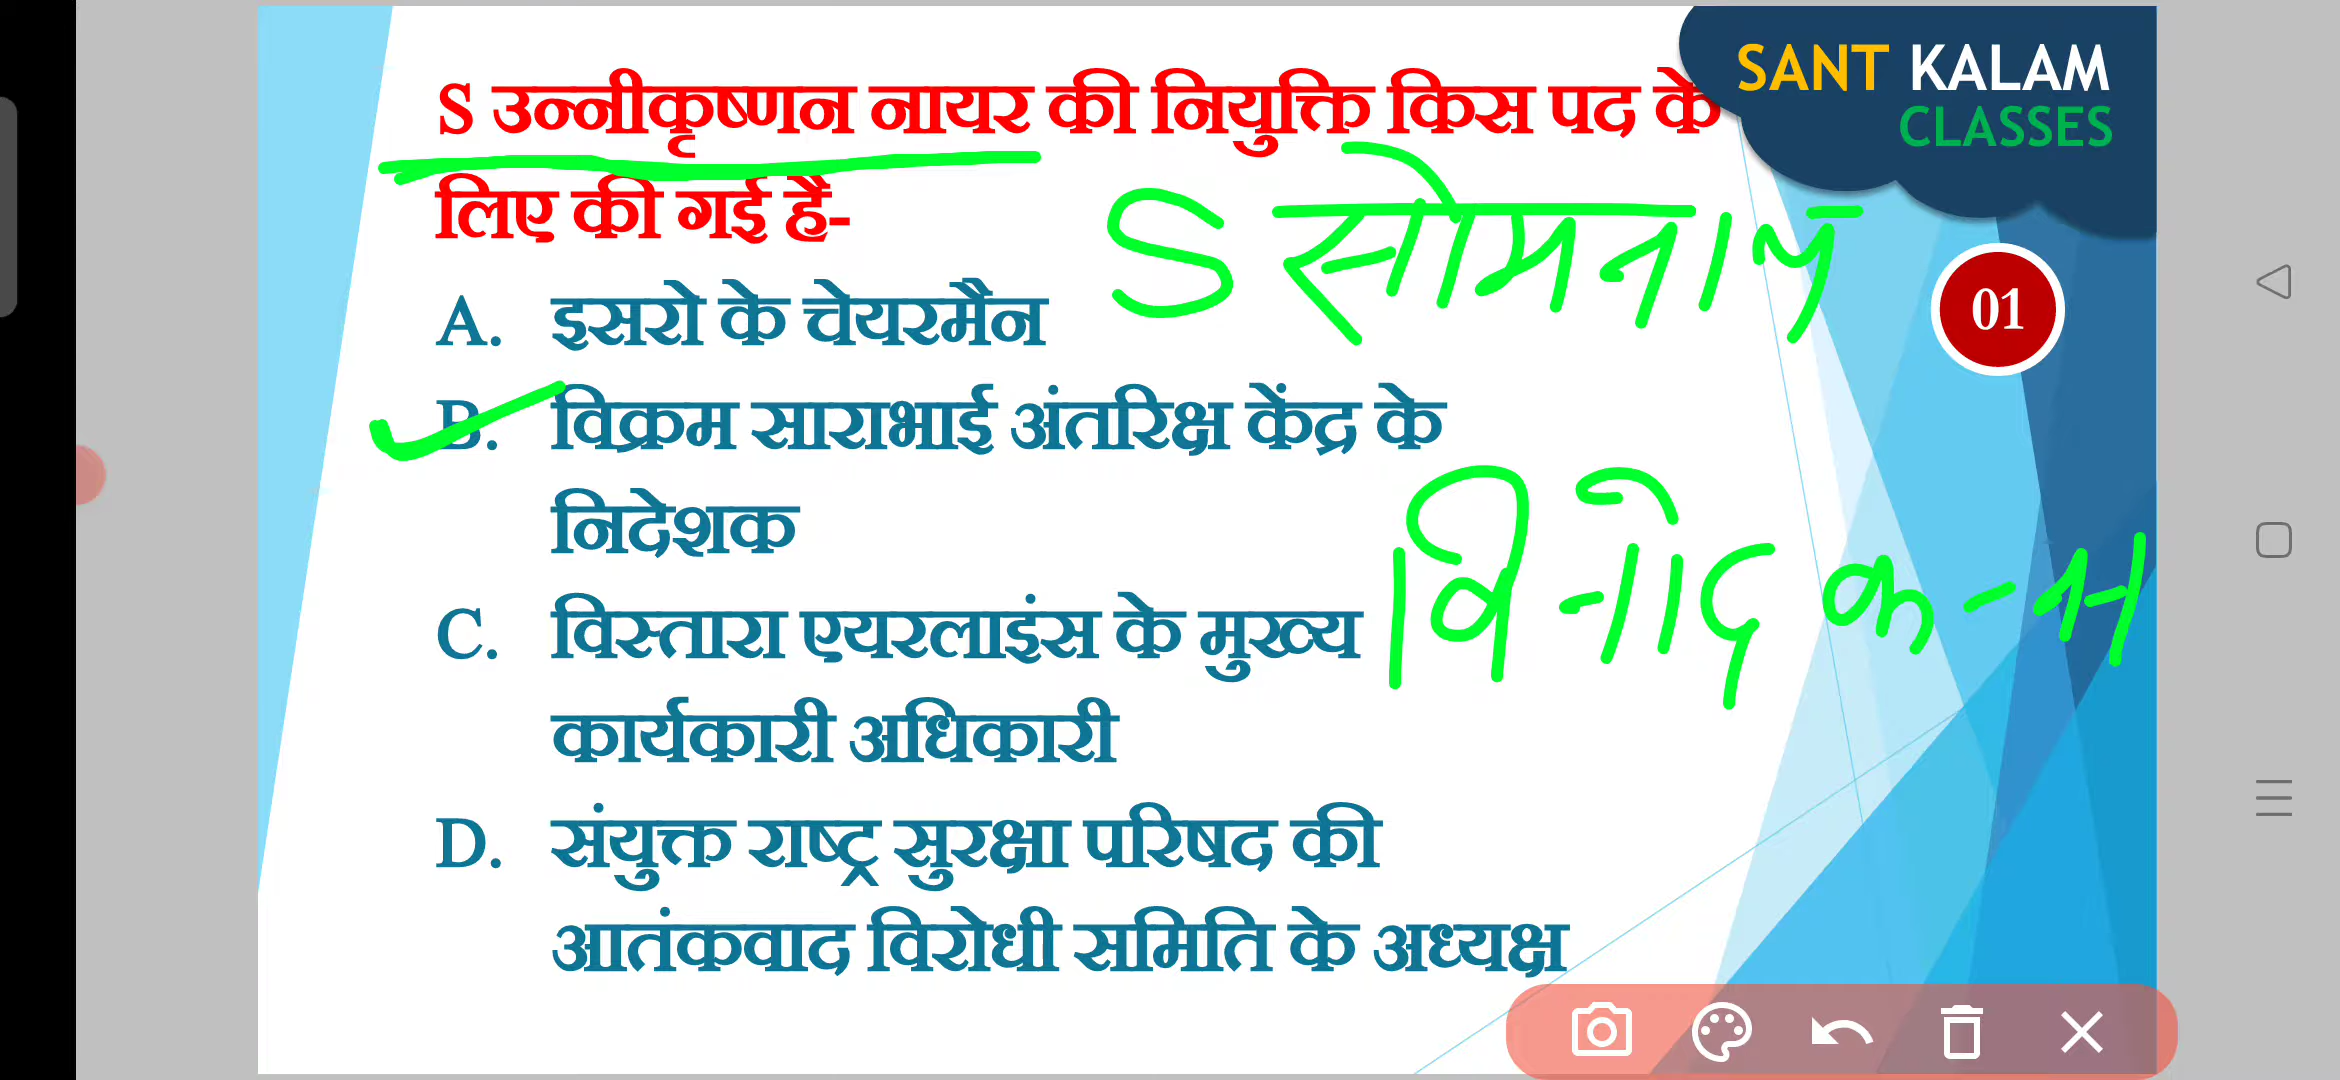 SANT KALAM
CLASSES
S उन्नीकृष्णन नायर की नियुक्ति किस पद के
लिए की गई है-
S सोमनाथ
01
A. इसरो के चेयरमैन
B. विक्रम साराभाई अंतरिक्ष केंद्र के
निदेशक
विनोद
C. विस्तारा एयरलाइंस के मुख्य
कार्यकारी अधिकारी
D. संयुक्त राष्ट्र सुरक्षा परिषद की
आतंकवाद विरोधी समिति के अध्यक्ष